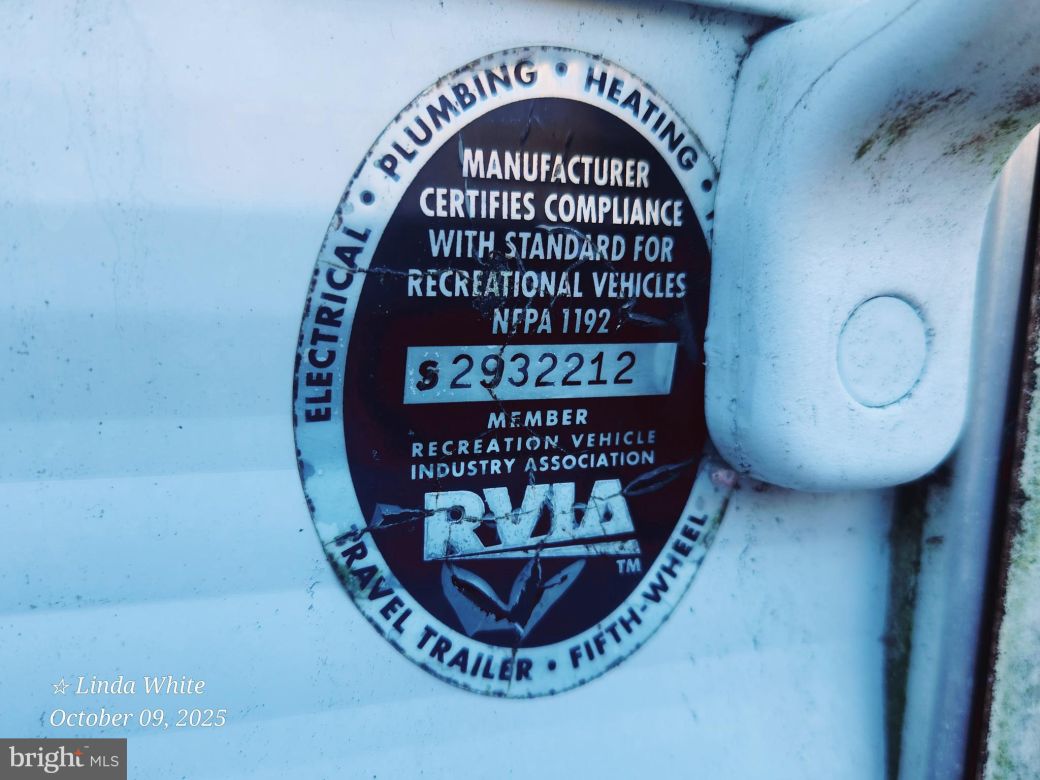 ELECTRICAL • PLUMBING • HEATING •
MANUFACTURER
CERTIFIES COMPLIANCE
WITH STANDARD FOR
RECREATIONAL VEHICLES
NFPA 1192
S 2932212
MEMBER
RECREATION VEHICLE
INDUSTRY ASSOCIATION
RVIA
TM
TRAVEL TRAILER • FIFTH-WHEEL
☆ Linda White
October 09, 2025
bright MLS